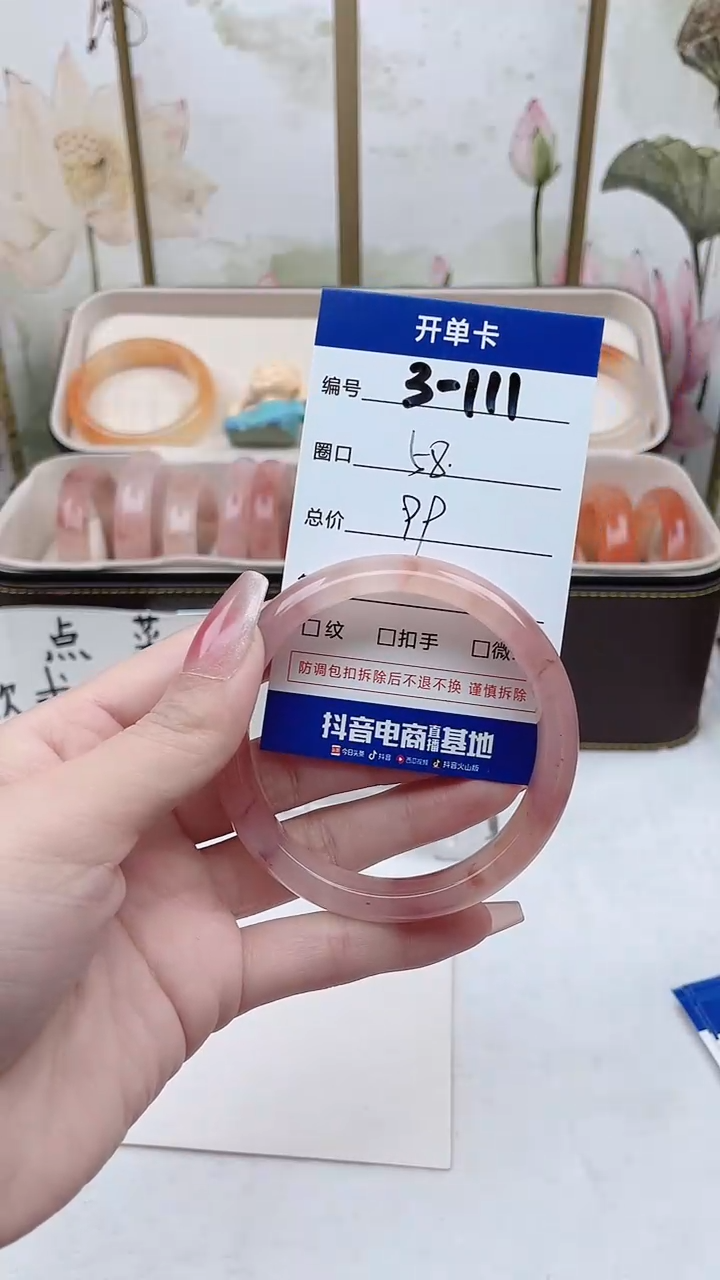 开单卡
编号 3-111
圈口 58.
总价 PP
□纹 □扣手 □微
防调包扣拆除后不退不换 谨慎拆除
抖音电商直播基地
今日头条 抖音 西瓜视频 抖音火山版
点